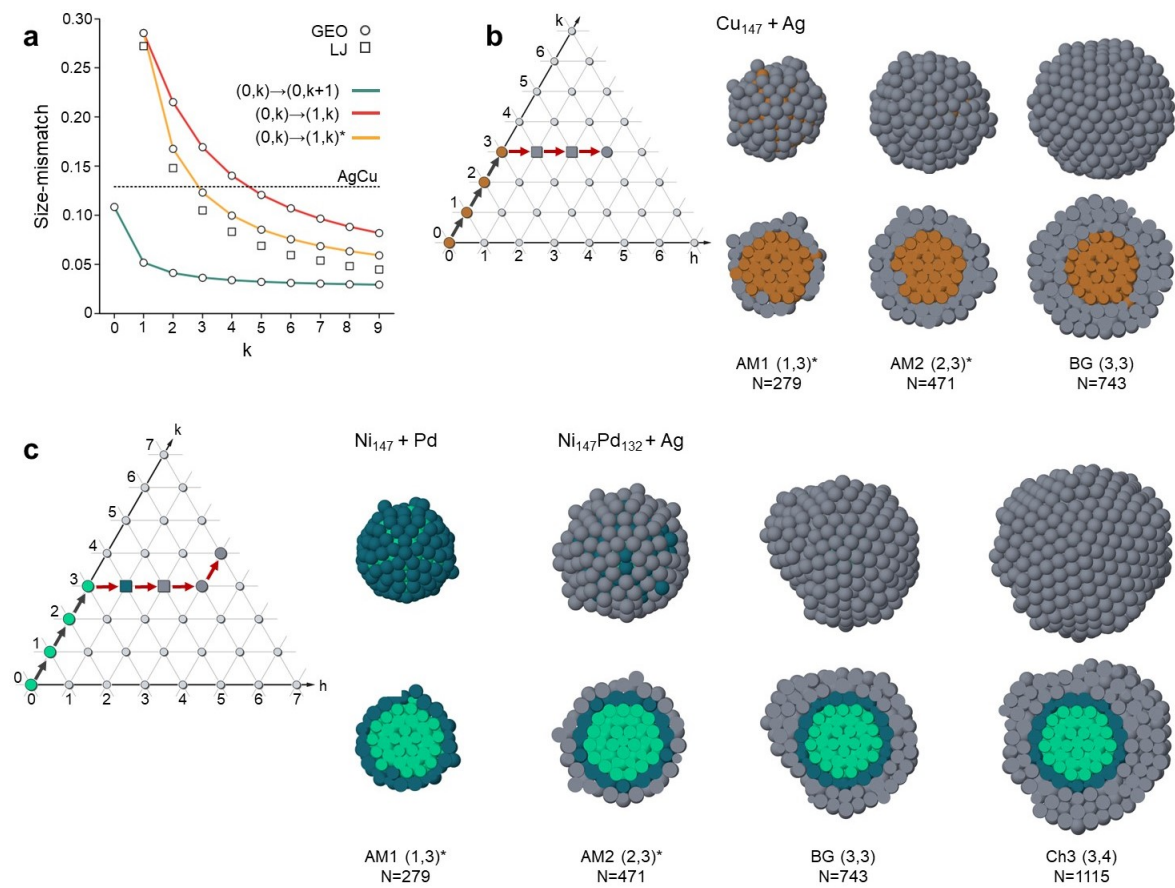 a
0.30
0.25
0.20
0.15
0.10
0.05
0
Size-mismatch
GEO
LJ
(0,k)→(0,k+1)
(0,k)→(1,k)
(0,k)→(1,k)*
AgCu
0 1 2 3 4 5 6 7 8 9
k
b
k
6
5
4
3
2
1
0
0 1 2 3 4 5 6 h
Cu147 + Ag
AM1 (1,3)*
N=279
AM2 (2,3)*
N=471
BG (3,3)
N=743
c
k
7
6
5
4
3
2
1
0
0 1 2 3 4 5 6 7 h
Ni147 + Pd
Ni147Pd132 + Ag
AM1 (1,3)*
N=279
AM2 (2,3)*
N=471
BG (3,3)
N=743
Ch3 (3,4)
N=1115